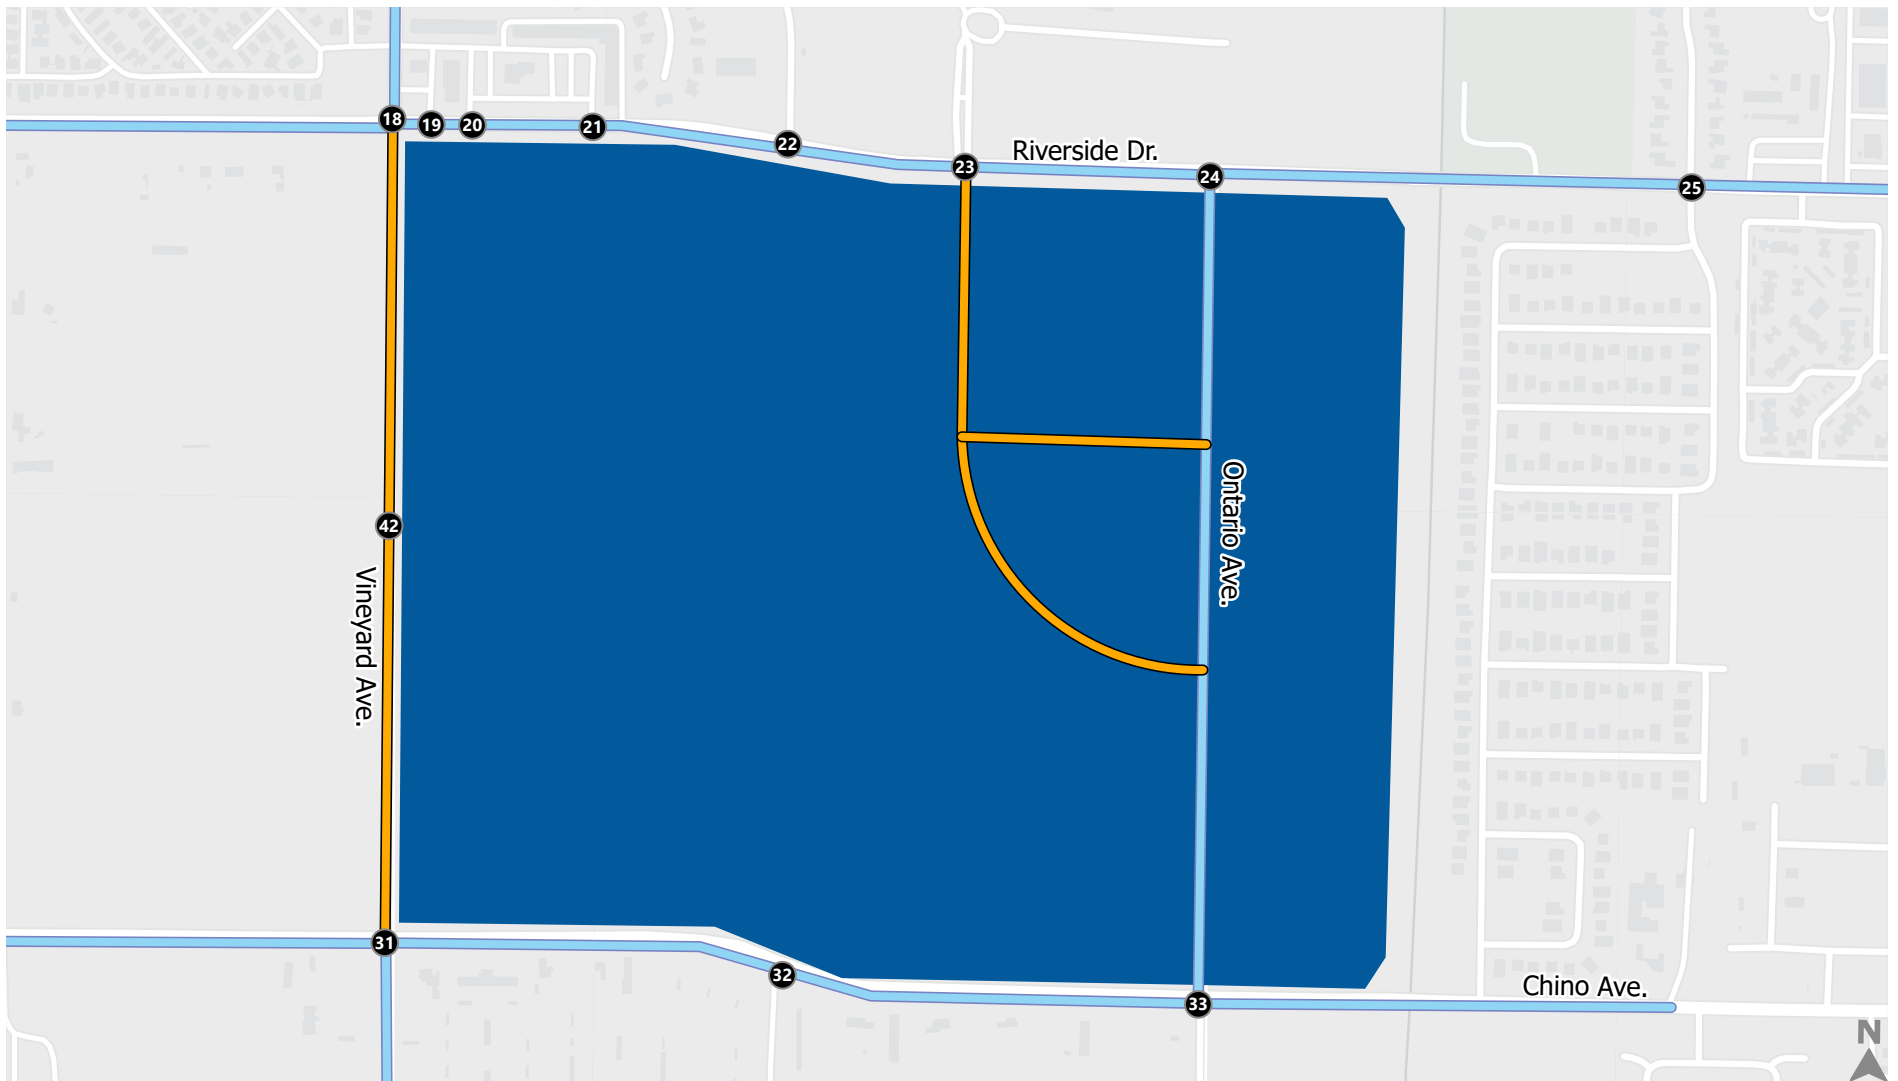 18
19
20
21
22
23
Riverside Dr.
24
25
42
Vineyard Ave.
Ontario Ave.
31
32
33
Chino Ave.
N